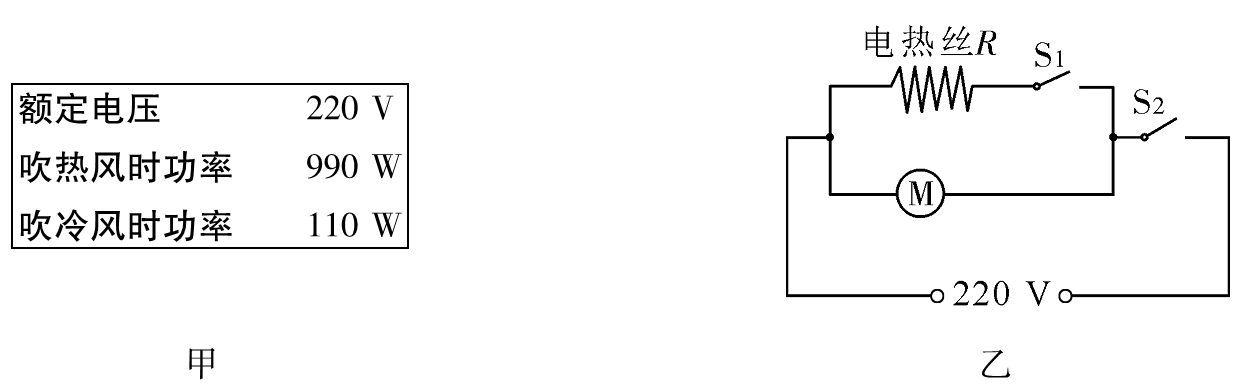 额定电压 220 V
吹热风时功率 990 W
吹冷风时功率 110 W
甲
电热丝R
S1
S2
M
220 V
乙